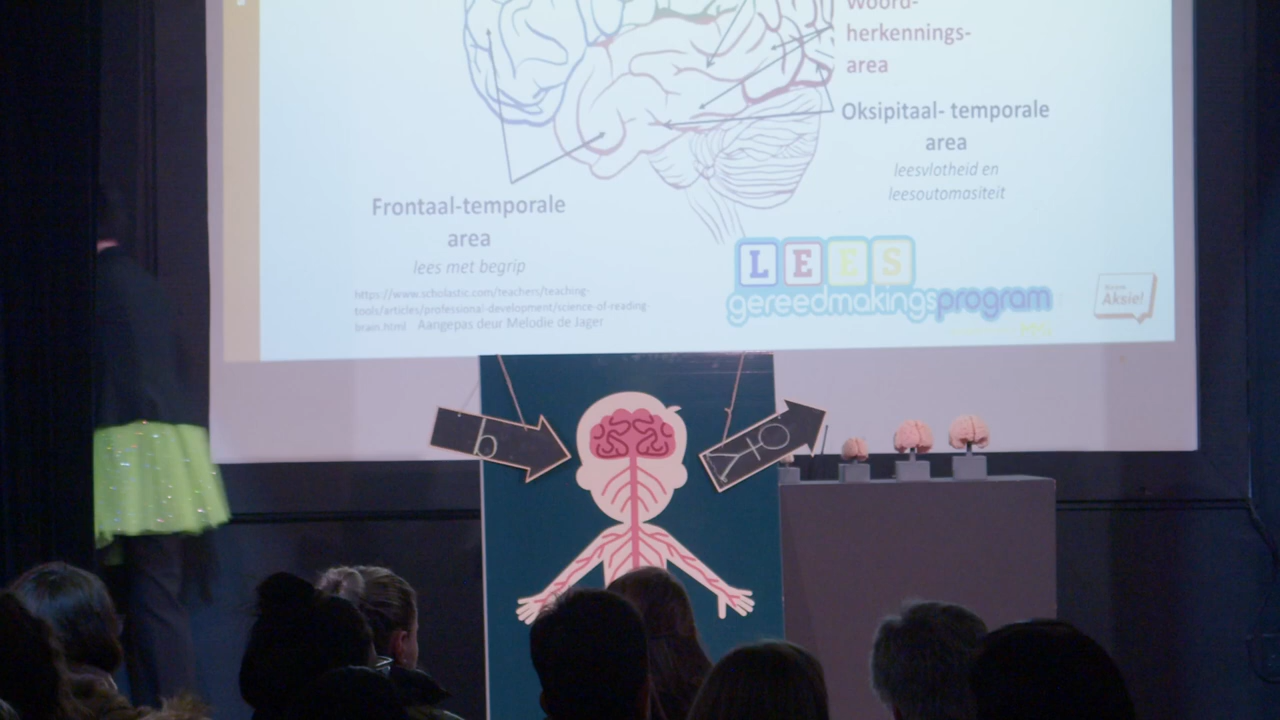 Woord-
herkennings-
area
Oksipitaal- temporale
area
leesvlotheid en
leesoutomasiteit
Frontaal-temporale
area
lees met begrip
https://www.scholastic.com/teachers/teaching-
tools/articles/professional-development/science-of-reading-
brain.html Aangepas deur Melodie de Jager
LEES
gereedmakingsprogram
Aksie!
b